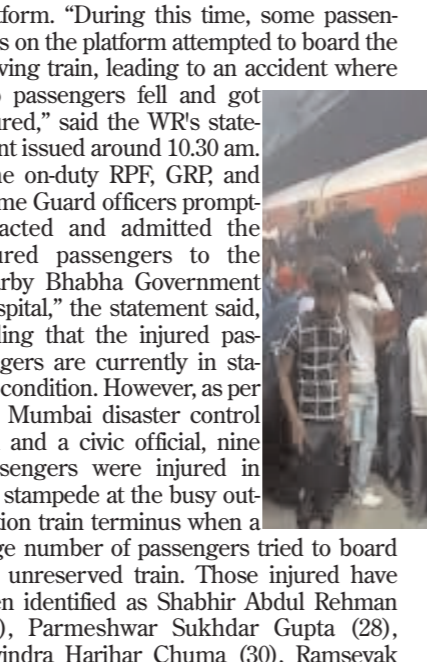 tform. “During this time, some passen-
s on the platform attempted to board the
ving train, leading to an accident where
o passengers fell and got
ured,” said the WR's state-
nt issued around 10.30 am.
he on-duty RPF, GRP, and
me Guard officers prompt-
acted and admitted the
ured passengers to the
arby Bhabha Government
spital,” the statement said,
ding that the injured pas-
gers are currently in sta-
condition. However, as per
Mumbai disaster control
and a civic official, nine
ssengers were injured in
stampede at the busy out-
tion train terminus when a
ge number of passengers tried to board
unreserved train. Those injured have
en identified as Shabhir Abdul Rehman
), Parmeshwar Sukhdar Gupta (28),
vindra Harihar Chuma (30), Ramsevak